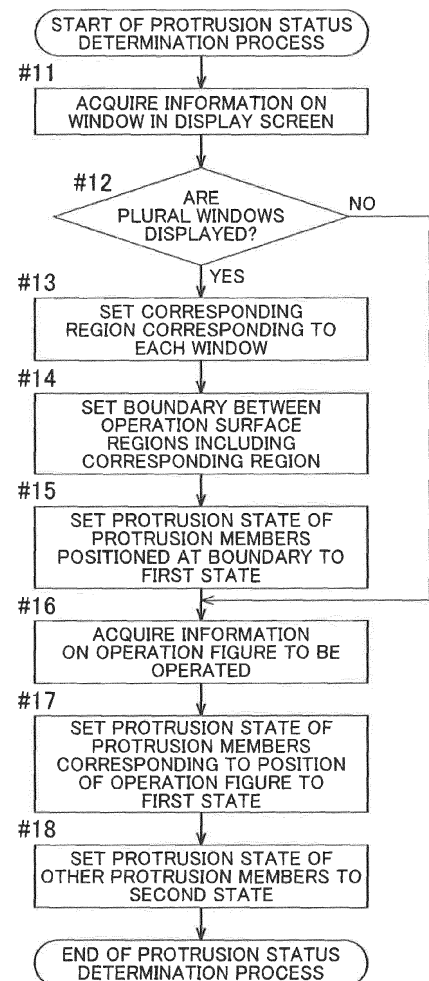 START OF PROTRUSION STATUS
DETERMINATION PROCESS
#11
ACQUIRE INFORMATION ON
WINDOW IN DISPLAY SCREEN
#12
ARE
PLURAL WINDOWS
DISPLAYED?
NO
YES
#13
SET CORRESPONDING
REGION CORRESPONDING TO
EACH WINDOW
#14
SET BOUNDARY BETWEEN
OPERATION SURFACE
REGIONS INCLUDING
CORRESPONDING REGION
#15
SET PROTRUSION STATE OF
PROTRUSION MEMBERS
POSITIONED AT BOUNDARY TO
FIRST STATE
#16
ACQUIRE INFORMATION
ON OPERATION FIGURE TO BE
OPERATED
#17
SET PROTRUSION STATE OF
PROTRUSION MEMBERS
CORRESPONDING TO POSITION
OF OPERATION FIGURE TO
FIRST STATE
#18
SET PROTRUSION STATE OF
OTHER PROTRUSION MEMBERS TO
SECOND STATE
END OF PROTRUSION STATUS
DETERMINATION PROCESS